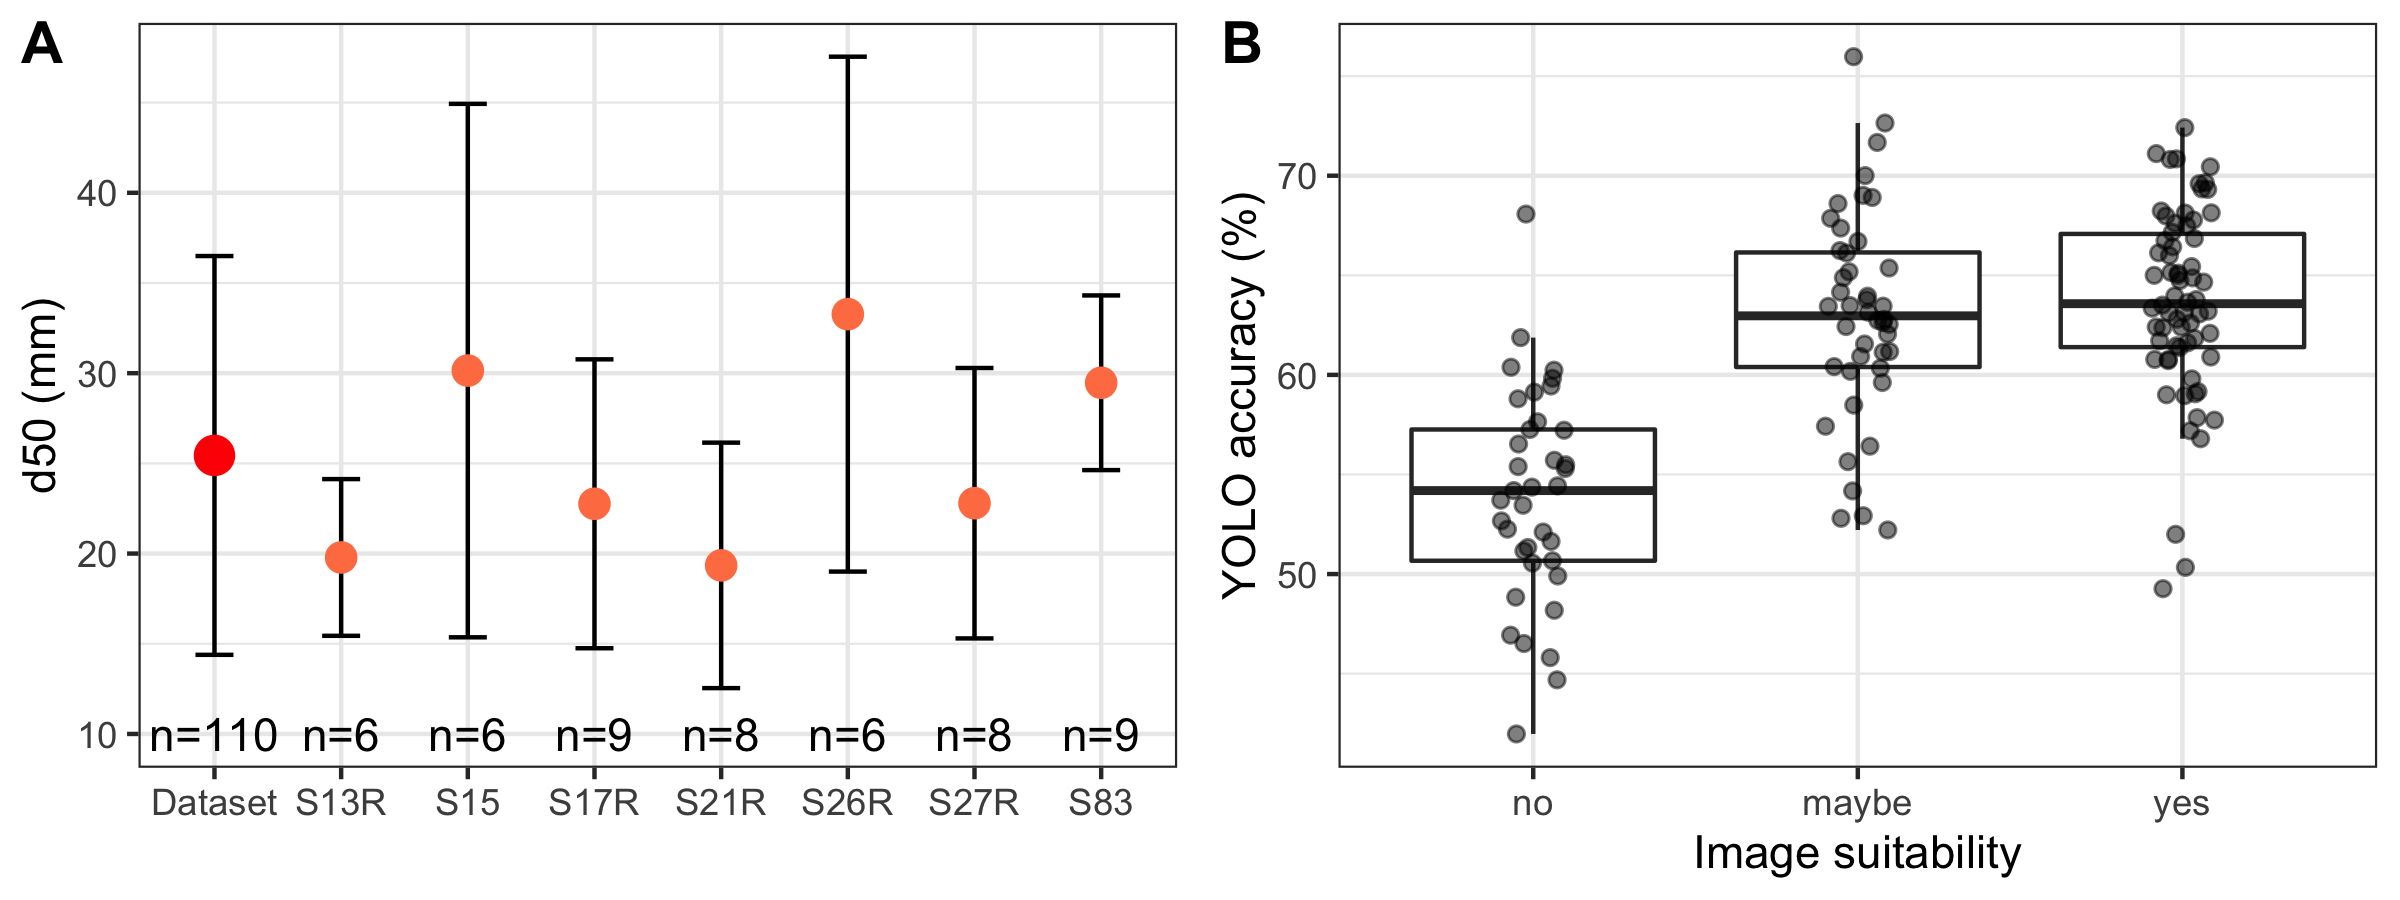 A
d50 (mm)
40
30
20
10
n=110 n=6 n=6 n=9 n=8 n=6 n=8 n=9
Dataset S13R S15 S17R S21R S26R S27R S83
B
YOLO accuracy (%)
70
60
50
no maybe yes
Image suitability